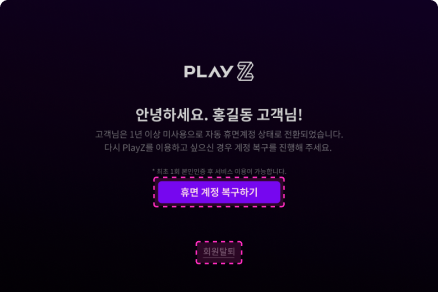 PLAY Z
안녕하세요. 홍길동 고객님!
고객님은 1년 이상 미사용으로 자동 휴면계정 상태로 전환되었습니다.
다시 PlayZ를 이용하고 싶으신 경우 계정 복구를 진행해 주세요.
* 최초 1회 본인인증 후 서비스 이용이 가능합니다.
휴면 계정 복구하기
회원탈퇴